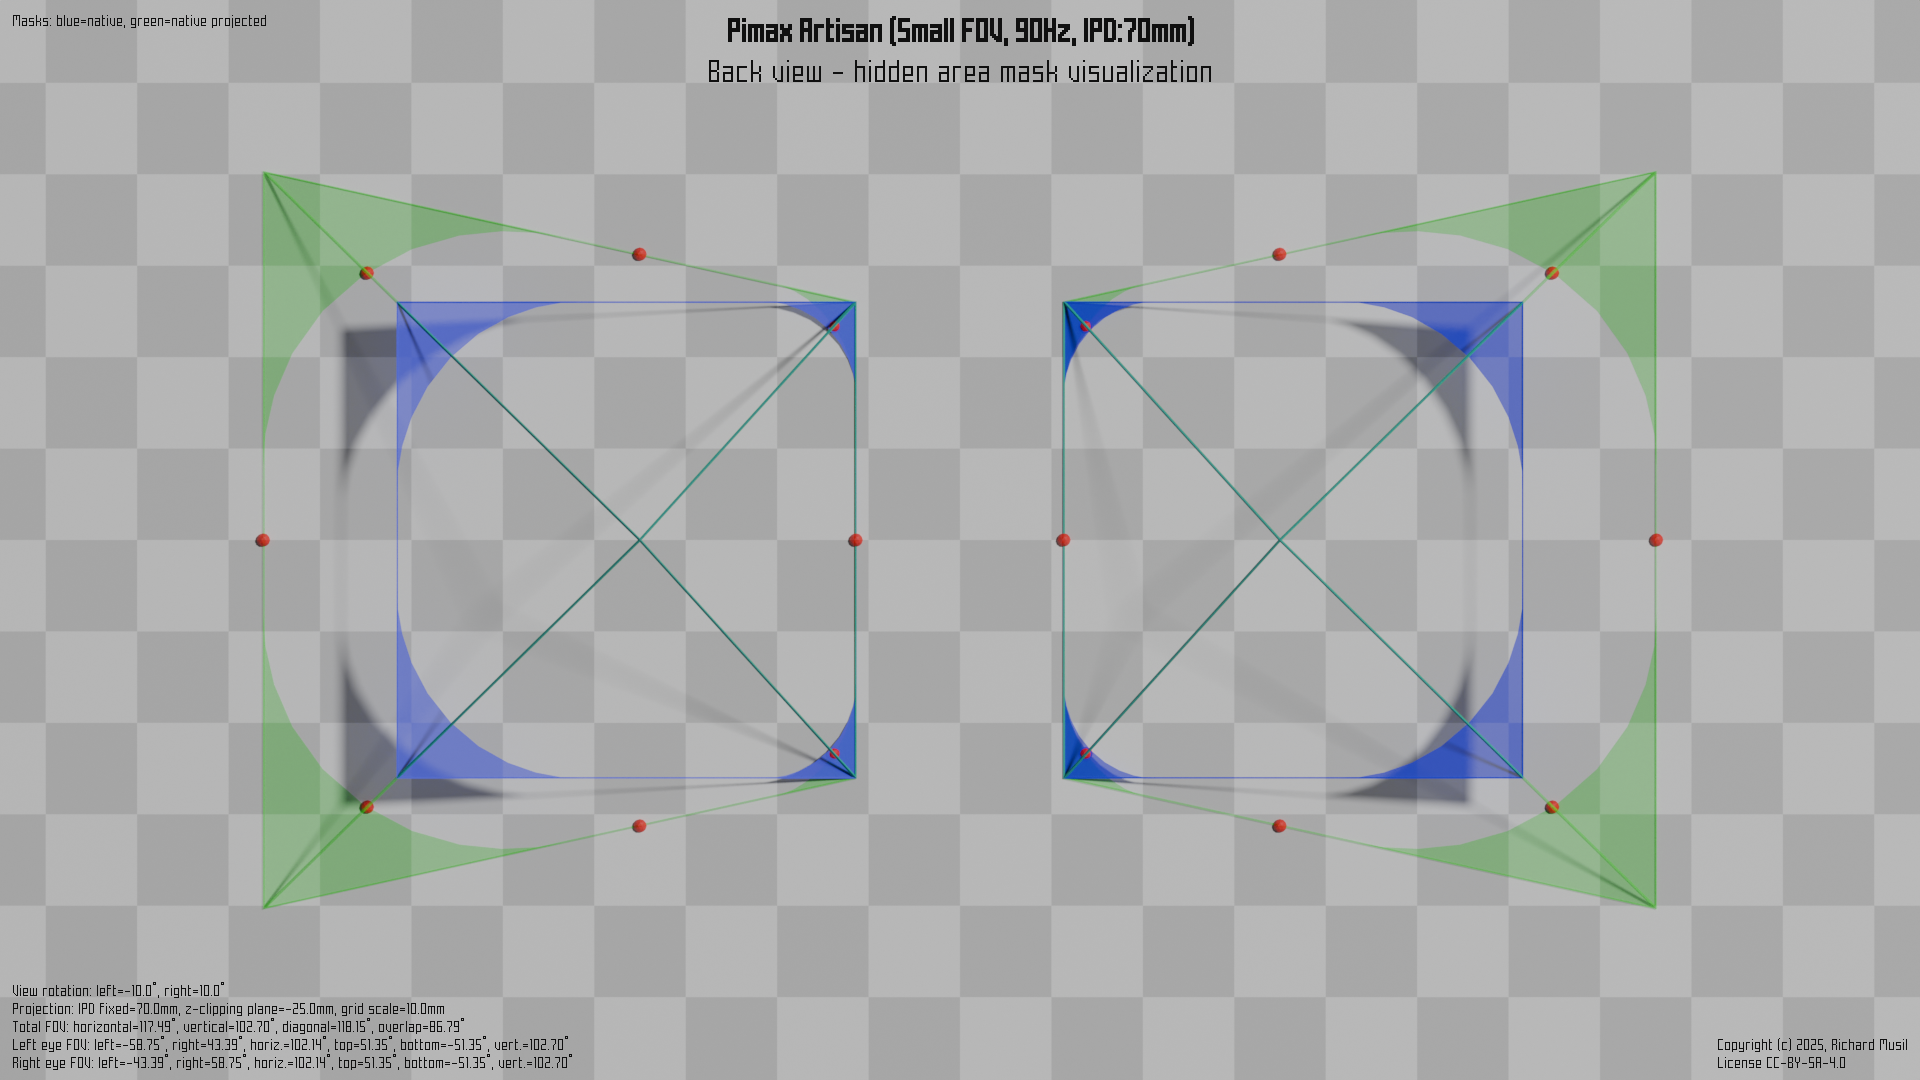 Masks: blue=native, green=native projected
Pimax Artisan (Small FOV, 90Hz, IPD:70mm)
Back view - hidden area mask visualization
View rotation: left=-10.0°, right=10.0°
Projection: IPD fixed=70.0mm, z-clipping plane=-25.0mm, grid scale=10.0mm
Total FOV: horizontal=117.49°, vertical=102.70°, diagonal=118.15°, overlap=86.79°
Left eye FOV: left=-58.75°, right=43.39°, horiz.=102.14°, top=51.35°, bottom=-51.35°, vert.=102.70°
Right eye FOV: left=-43.39°, right=58.75°, horiz.=102.14°, top=51.35°, bottom=-51.35°, vert.=102.70°
Copyright (c) 2025, Richard Musil
License CC-BY-SA-4.0